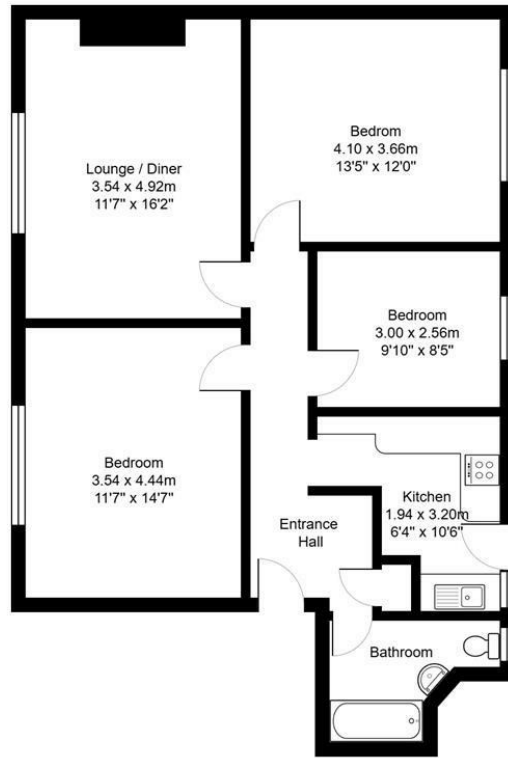 Lounge / Diner
3.54 x 4.92m
11'7" x 16'2"
Bedrom
4.10 x 3.66m
13'5" x 12'0"
Bedroom
3.00 x 2.56m
9'10" x 8'5"
Bedroom
3.54 x 4.44m
11'7" x 14'7"
Kitchen
1.94 x 3.20m
6'4" x 10'6"
Entrance
Hall
Bathroom